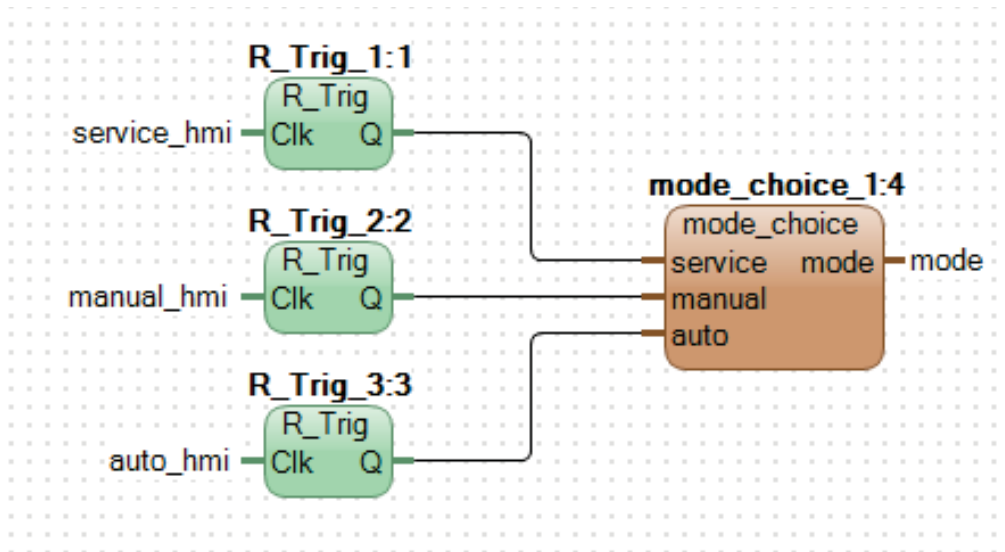 R_Trig_1:1
R_Trig
service_hmi Clk Q
mode_choice_1:4
mode_choice
service mode mode
manual
auto
R_Trig_2:2
R_Trig
manual_hmi Clk Q
R_Trig_3:3
R_Trig
auto_hmi Clk Q